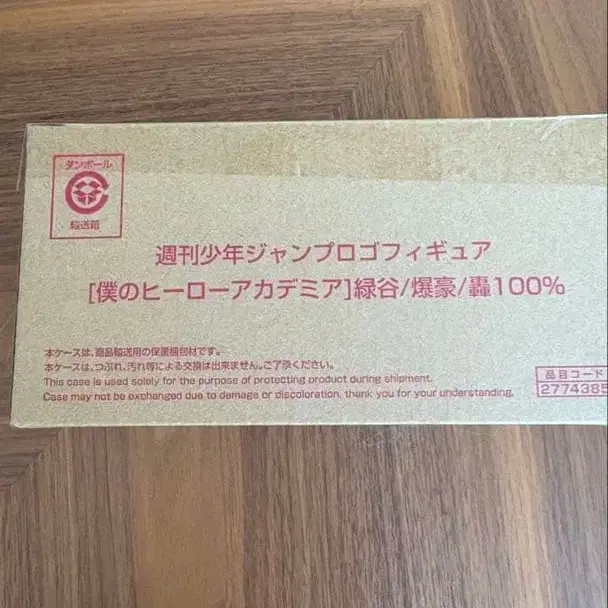 ダンボール
輸送箱
週刊少年ジャンプロゴフィギュア
[僕のヒーローアカデミア]緑谷/爆豪/轟100%
本ケースは、商品輸送用の保護梱包材です。
本ケースは、つぶれ、汚れ等による交換は出来ません。ご了承ください。
This case is used solely for the purpose of protecting product during shipment.
Case may not be exchanged due to damage or discoloration, thank you for your understanding.
品目コード
2774385